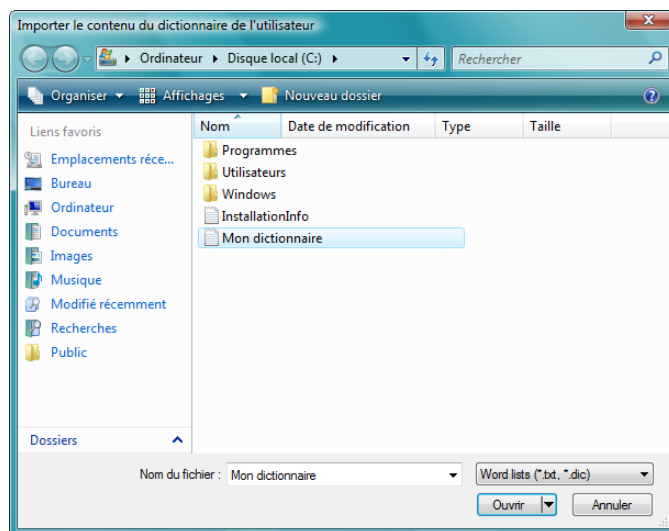 Importer le contenu du dictionnaire de l'utilisateur
Ordinateur Disque local (C:) Rechercher
Organiser Affichages Nouveau dossier
Liens favoris
Emplacements réce...
Bureau
Ordinateur
Documents
Images
Musique
Modifié récemment
Recherches
Public
Dossiers
Nom Date de modification Type Taille
Programmes
Utilisateurs
Windows
InstallationInfo
Mon dictionnaire
Nom du fichier : Mon dictionnaire Word lists (*.txt, *.dic)
Ouvrir Annuler